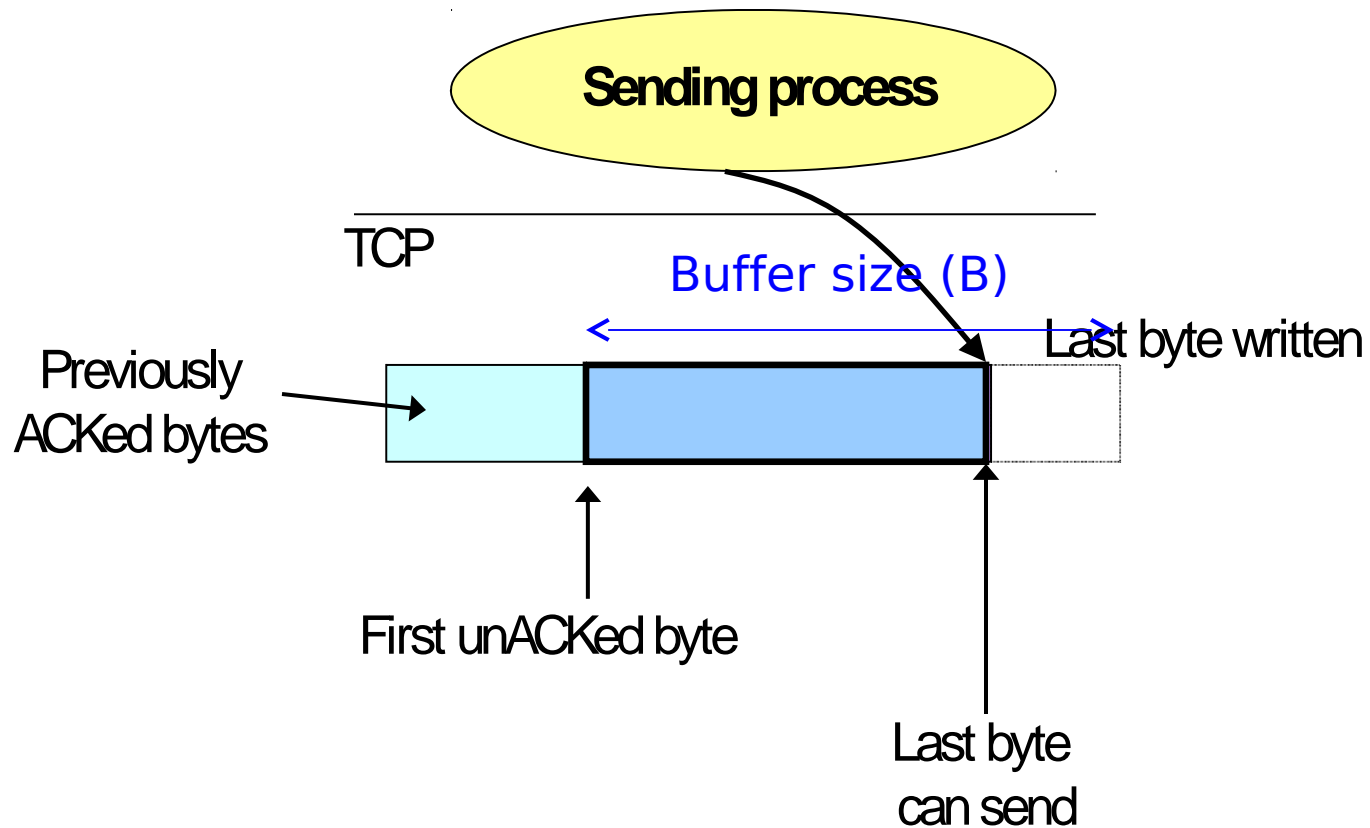 Sending process
TCP
Buffer size (B)
Last byte written
Previously
ACKed bytes
First unACKed byte
Last byte
can send